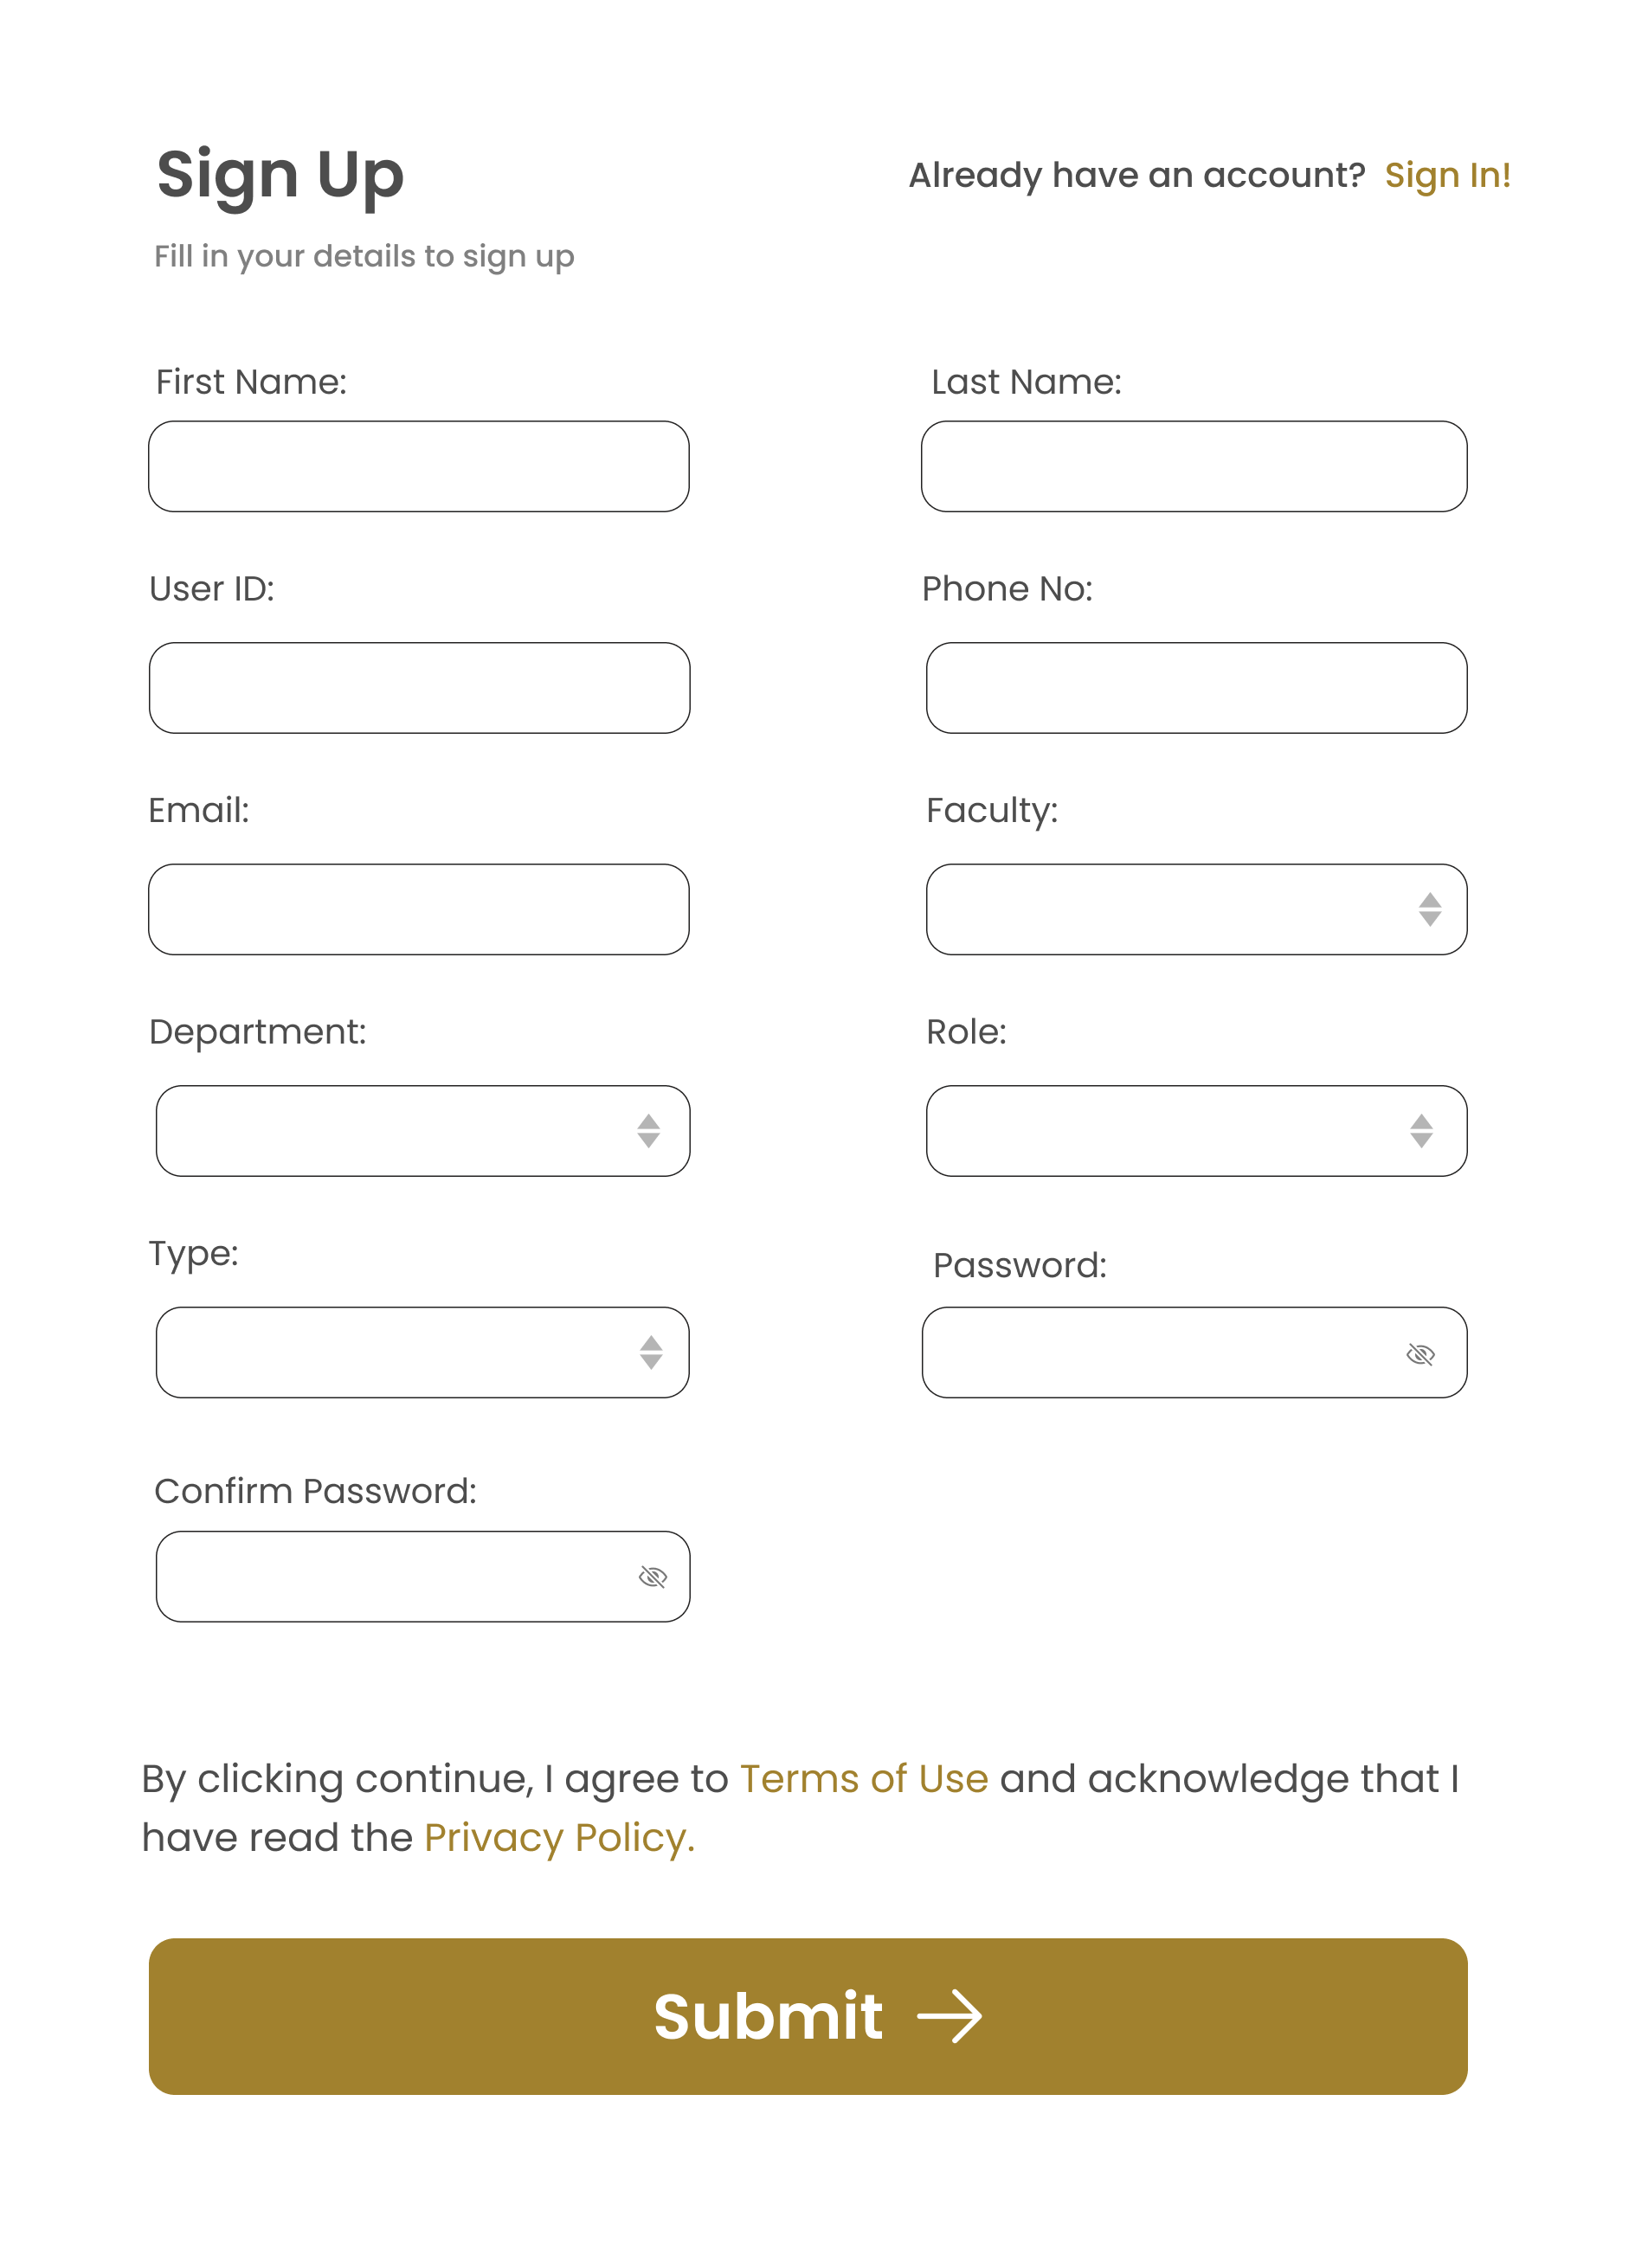 Sign Up
Already have an account? Sign In!
Fill in your details to sign up
First Name:
Last Name:
User ID:
Phone No:
Email:
Faculty:
Department:
Role:
Type:
Password:
Confirm Password:
By clicking continue, I agree to Terms of Use and acknowledge that I
have read the Privacy Policy.
Submit